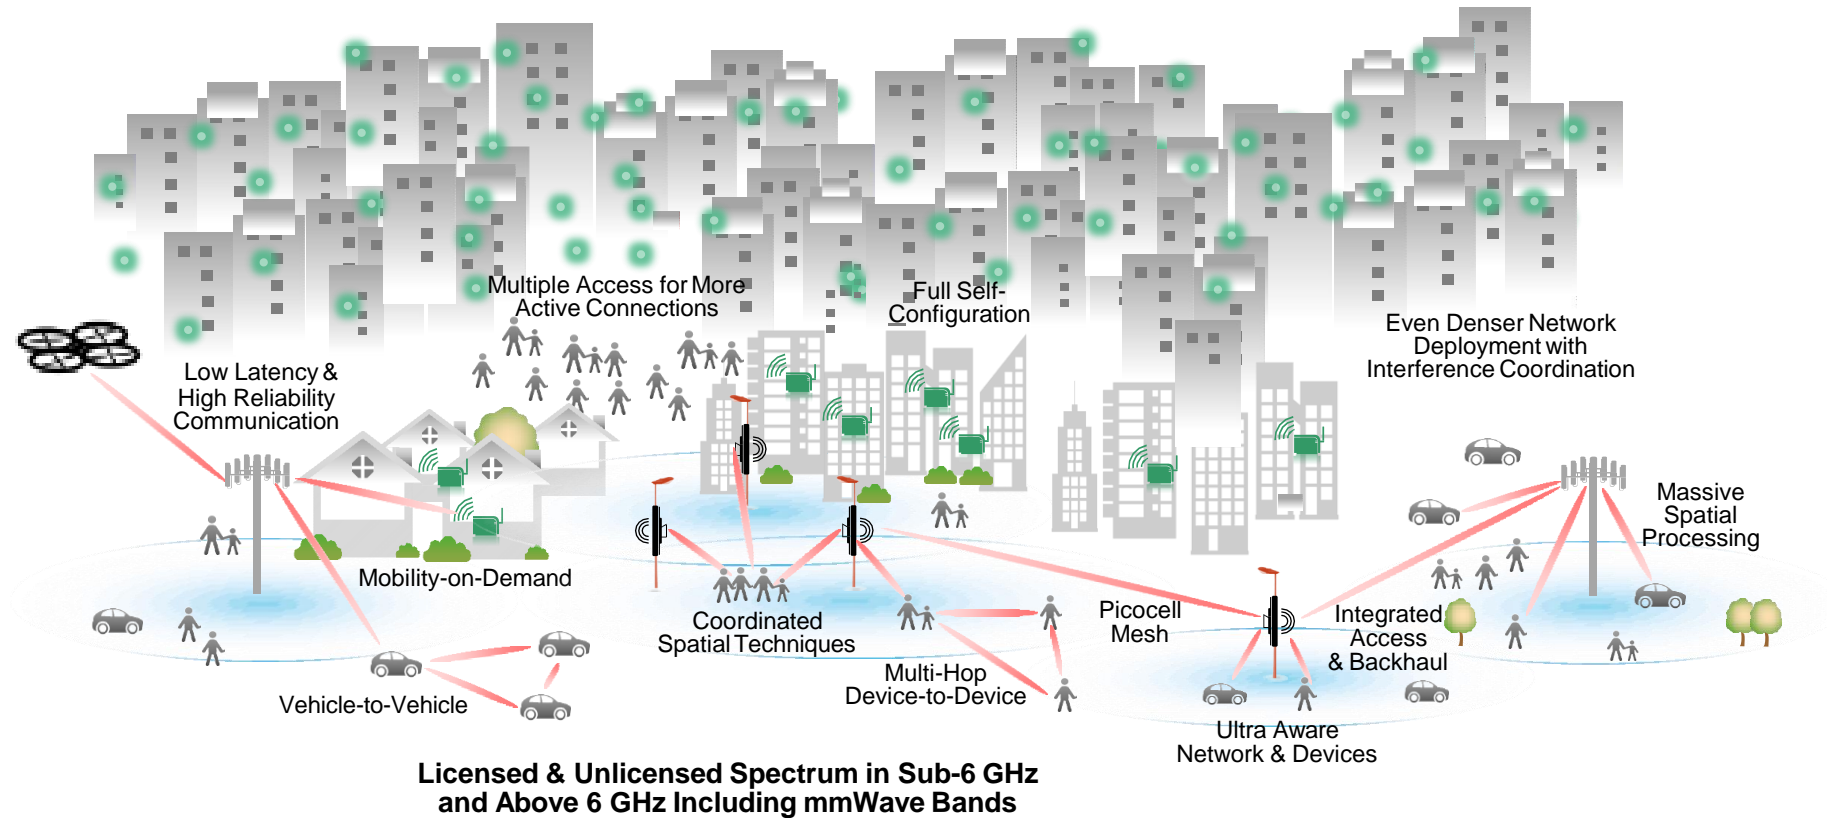 Multiple Access for More
Active Connections
Full Self-
Configuration
Even Denser Network
Deployment with
Interference Coordination
Low Latency &
High Reliability
Communication
Massive
Spatial
Processing
Mobility-on-Demand
Coordinated
Spatial Techniques
Picocell
Mesh
Integrated
Access
& Backhaul
Multi-Hop
Device-to-Device
Vehicle-to-Vehicle
Ultra Aware
Network & Devices
Licensed & Unlicensed Spectrum in Sub-6 GHz
and Above 6 GHz Including mmWave Bands